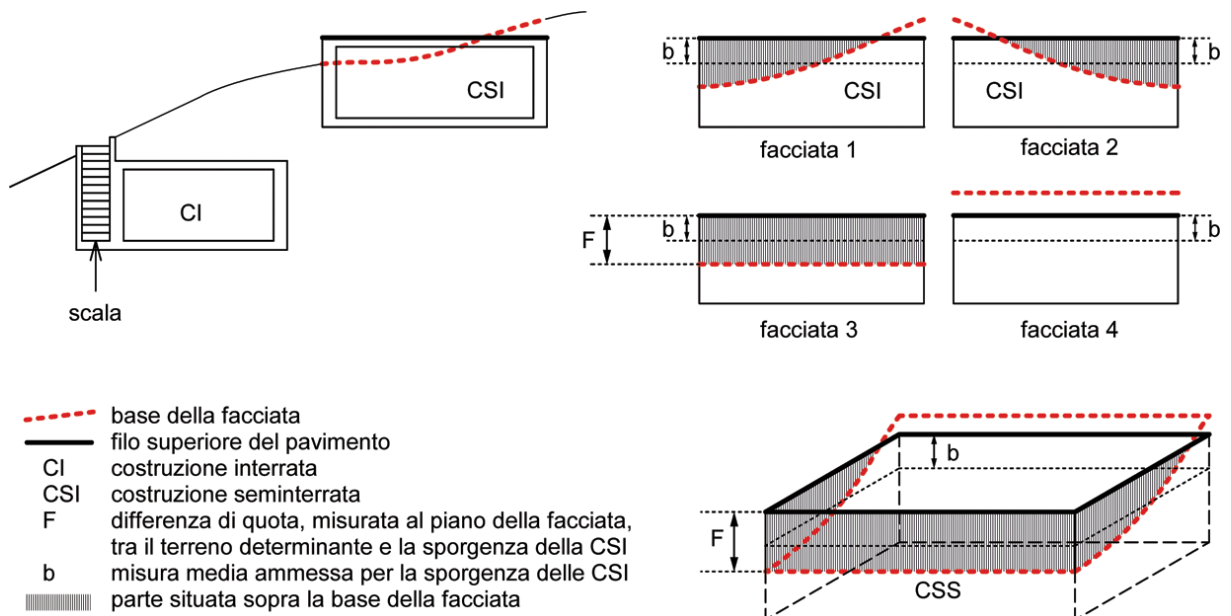 CSI
CI
scala
b
CSI
facciata 1
b
CSI
facciata 2
F
b
facciata 3
b
facciata 4
base della facciata
filo superiore del pavimento
CI costruzione interrata
CSI costruzione seminterrata
F differenza di quota, misurata al piano della facciata,
tra il terreno determinante e la sporgenza della CSI
b misura media ammessa per la sporgenza delle CSI
parte situata sopra la base della facciata
b
F
CSS